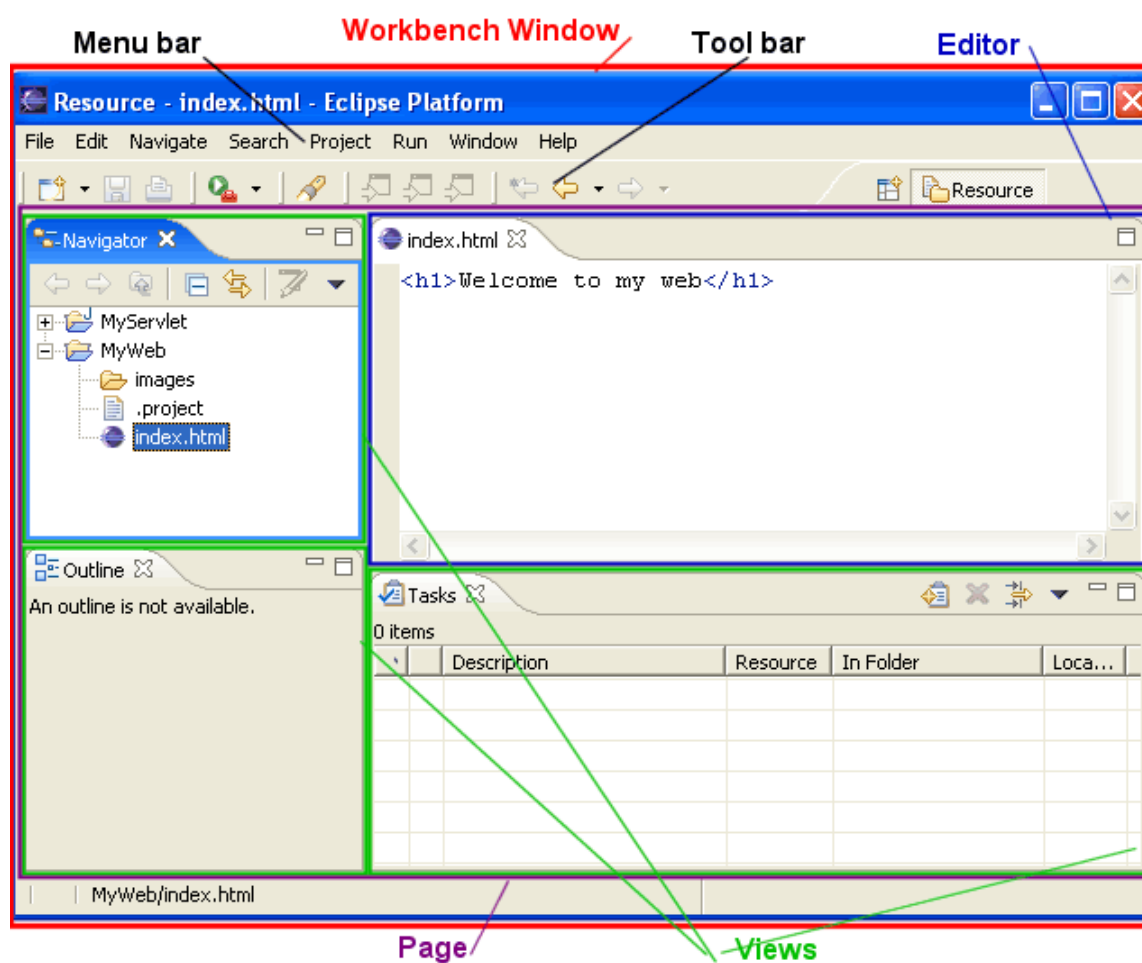 Menu bar
Workbench Window
Tool bar
Editor
Resource - index.html - Eclipse Platform
File Edit Navigate Search Project Run Window Help
Resource
Navigator
index.html
<h1>Welcome to my web</h1>
MyServlet
MyWeb
images
.project
index.html
Outline
An outline is not available.
Tasks
0 items
Description Resource In Folder Loca...
MyWeb/index.html
Page
Views